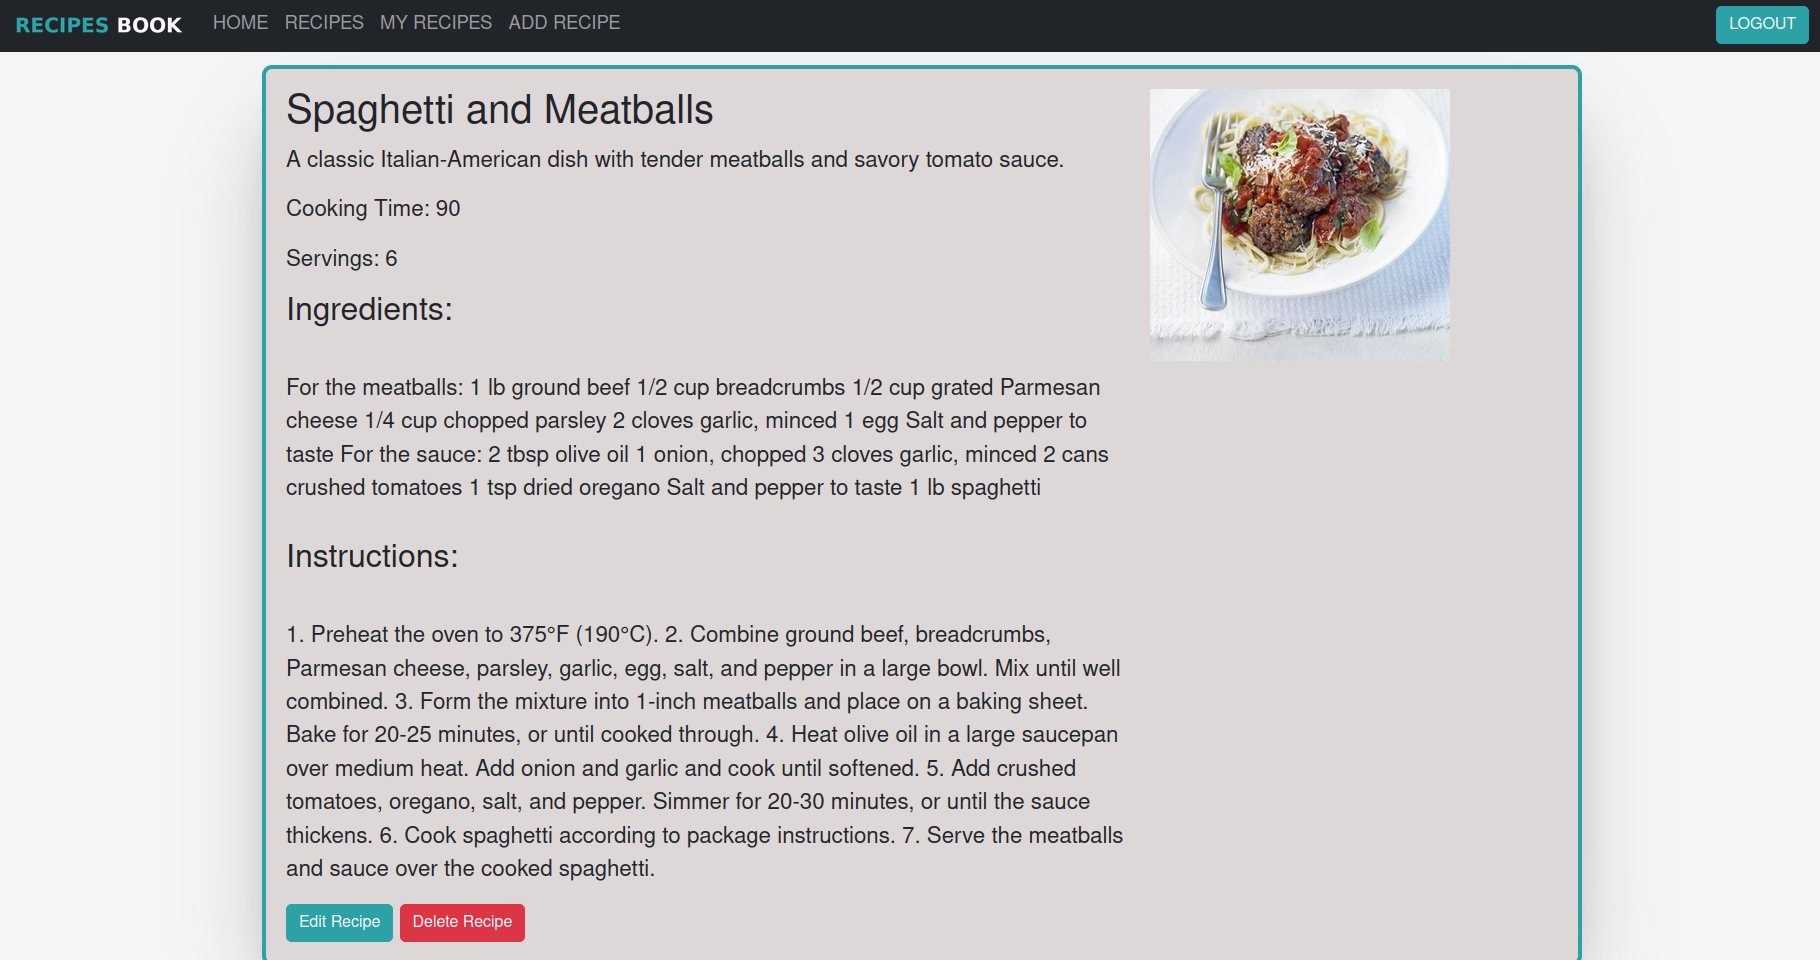 RECIPES BOOK HOME RECIPES MY RECIPES ADD RECIPE LOGOUT
Spaghetti and Meatballs
A classic Italian-American dish with tender meatballs and savory tomato sauce.
Cooking Time: 90
Servings: 6
Ingredients:
For the meatballs: 1 lb ground beef 1/2 cup breadcrumbs 1/2 cup grated Parmesan
cheese 1/4 cup chopped parsley 2 cloves garlic, minced 1 egg Salt and pepper to
taste For the sauce: 2 tbsp olive oil 1 onion, chopped 3 cloves garlic, minced 2 cans
crushed tomatoes 1 tsp dried oregano Salt and pepper to taste 1 lb spaghetti
Instructions:
1. Preheat the oven to 375°F (190°C). 2. Combine ground beef, breadcrumbs,
Parmesan cheese, parsley, garlic, egg, salt, and pepper in a large bowl. Mix until well
combined. 3. Form the mixture into 1-inch meatballs and place on a baking sheet.
Bake for 20-25 minutes, or until cooked through. 4. Heat olive oil in a large saucepan
over medium heat. Add onion and garlic and cook until softened. 5. Add crushed
tomatoes, oregano, salt, and pepper. Simmer for 20-30 minutes, or until the sauce
thickens. 6. Cook spaghetti according to package instructions. 7. Serve the meatballs
and sauce over the cooked spaghetti.
Edit Recipe Delete Recipe